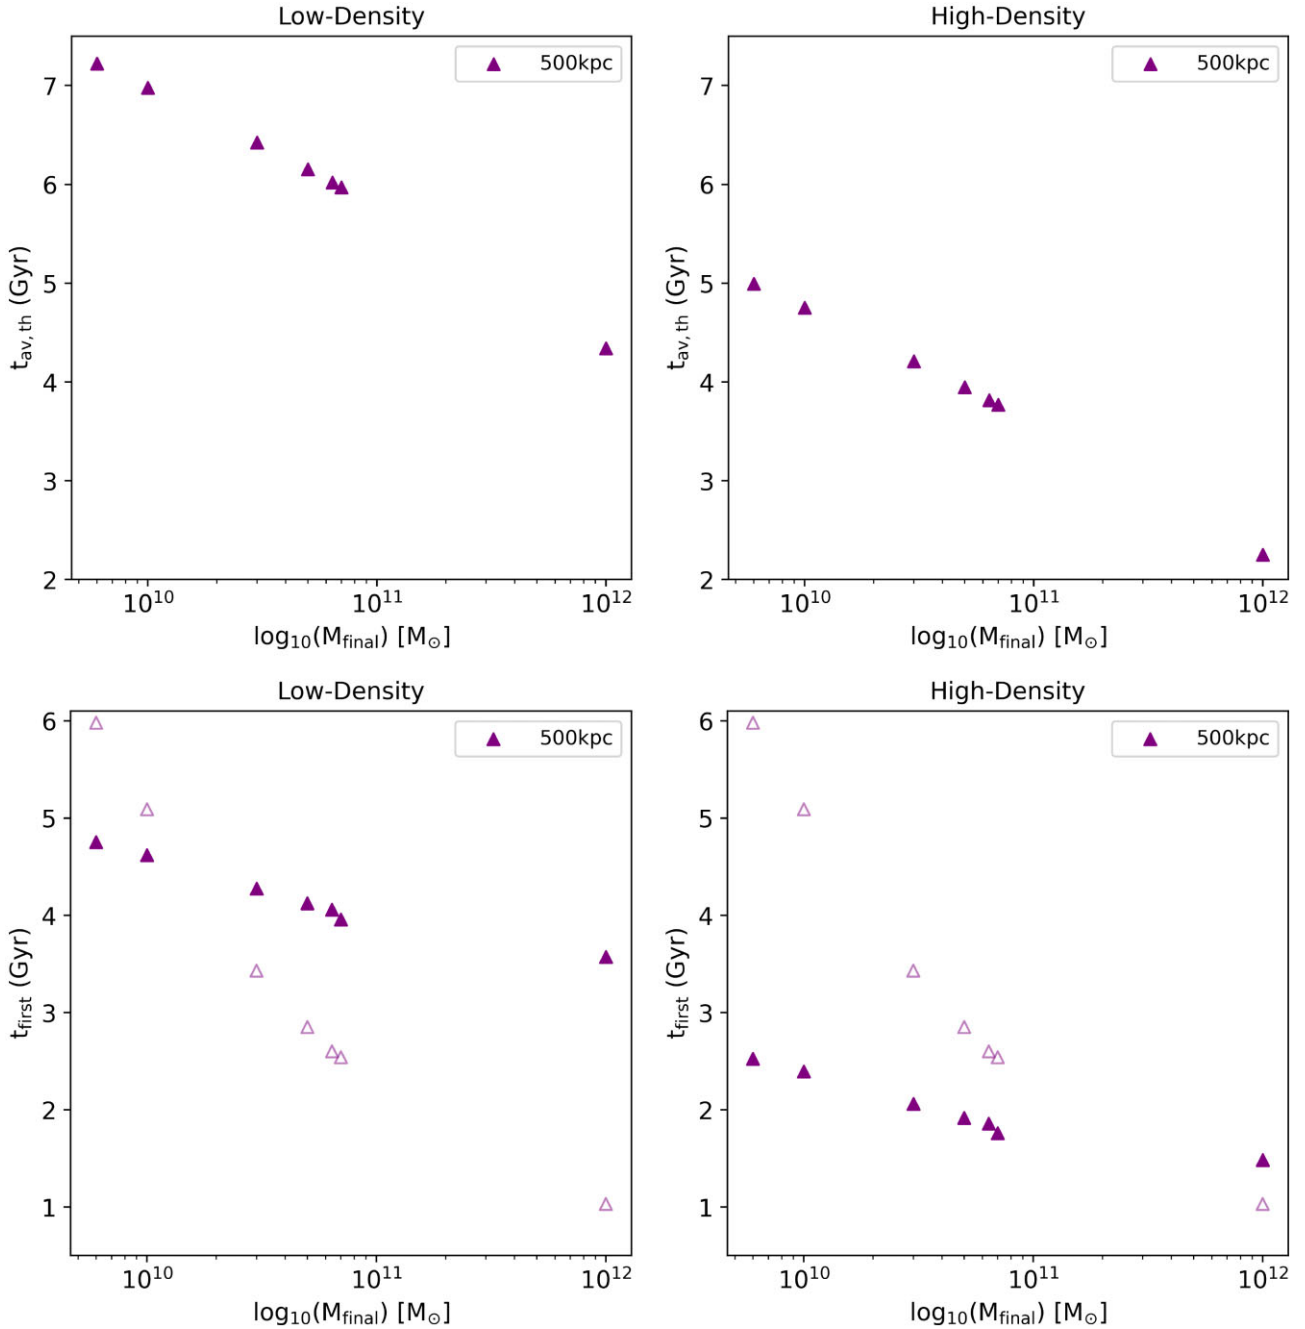 Low-Density
500kpc
7
6
5
4
3
2
t_av, th (Gyr)
10^10
10^11
10^12
log_10(M_final) [M_⊙]
High-Density
500kpc
7
6
5
4
3
2
t_av, th (Gyr)
10^10
10^11
10^12
log_10(M_final) [M_⊙]
Low-Density
500kpc
6
5
4
3
2
1
t_first (Gyr)
10^10
10^11
10^12
log_10(M_final) [M_⊙]
High-Density
500kpc
6
5
4
3
2
1
t_first (Gyr)
10^10
10^11
10^12
log_10(M_final) [M_⊙]